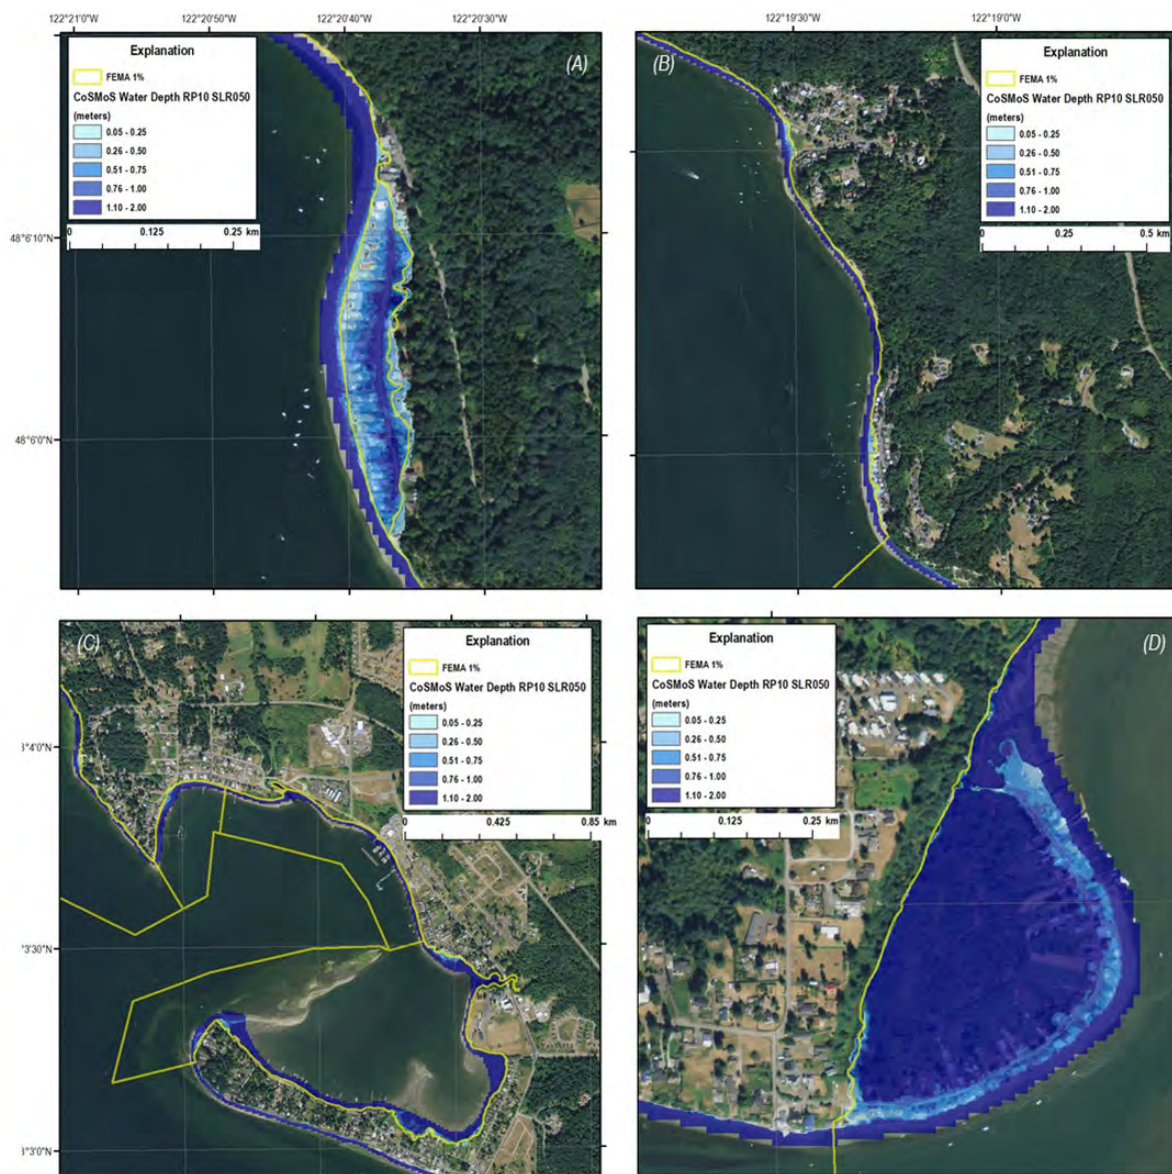 122°21'0"W 122°20'50"W 122°20'40"W 122°20'30"W
122°19'30"W 122°19'0"W
Explanation
FEMA 1%
CoSMoS Water Depth RP10 SLR050
(meters)
0.05 - 0.25
0.26 - 0.50
0.51 - 0.75
0.76 - 1.00
1.10 - 2.00
0 0.125 0.25 km
(A)
48°6'10"N
48°6'0"N
(B)
Explanation
FEMA 1%
CoSMoS Water Depth RP10 SLR050
(meters)
0.05 - 0.25
0.26 - 0.50
0.51 - 0.75
0.76 - 1.00
1.10 - 2.00
0 0.25 0.5 km
(C)
Explanation
FEMA 1%
CoSMoS Water Depth RP10 SLR050
(meters)
0.05 - 0.25
0.26 - 0.50
0.51 - 0.75
0.76 - 1.00
1.10 - 2.00
0 0.425 0.85 km
3°4'0"N
3°3'30"N
3°3'0"N
Explanation
FEMA 1%
CoSMoS Water Depth RP10 SLR050
(meters)
0.05 - 0.25
0.26 - 0.50
0.51 - 0.75
0.76 - 1.00
1.10 - 2.00
0 0.125 0.25 km
(D)